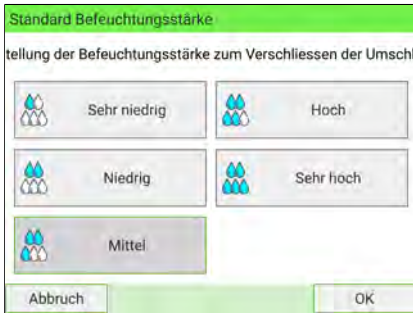 Standard Befeuchtungsstärke
tellung der Befeuchtungsstärke zum Verschliessen der Umschl
Sehr niedrig
Hoch
Niedrig
Sehr hoch
Mittel
Abbruch
OK